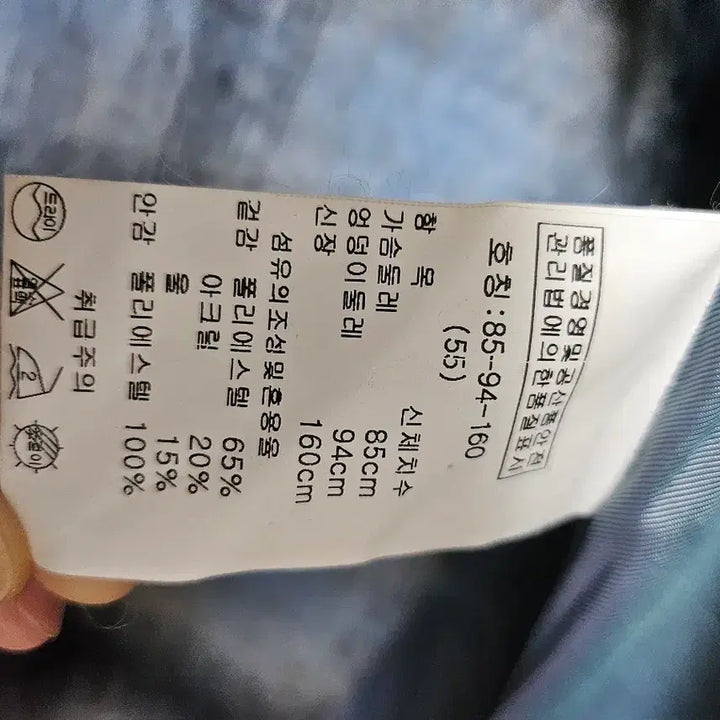 품질경영및공산품안전
관리법에의한품질표시
호칭:85-94-160
(55)
항 목 신체치수
가슴둘레 85cm
엉덩이둘레 94cm
신장 160cm
섬유의조성및혼용율
겉감 폴리에스텔 65%
아크릴 20%
울 15%
안감 폴리에스텔 100%
취급주의
드라이
2